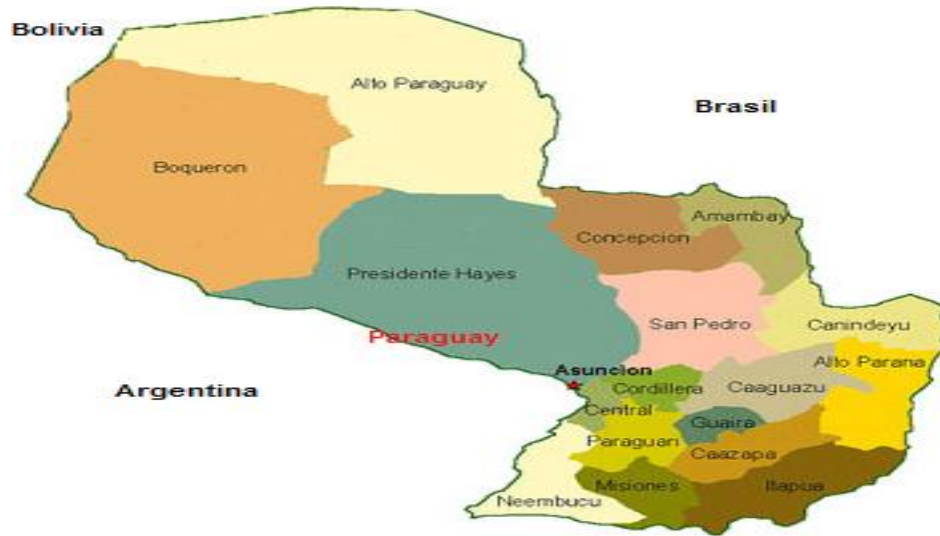 Bolivia
Alto Paraguay
Brasil
Boqueron
Amambay
Concepcion
Presidente Hayes
San Pedro
Canindeyu
Paraguay
Alto Parana
Asuncion
Argentina
Cordillera
Caaguazu
Central
Guaira
Paraguari
Caazapa
Misiones
Itapua
Neembucu